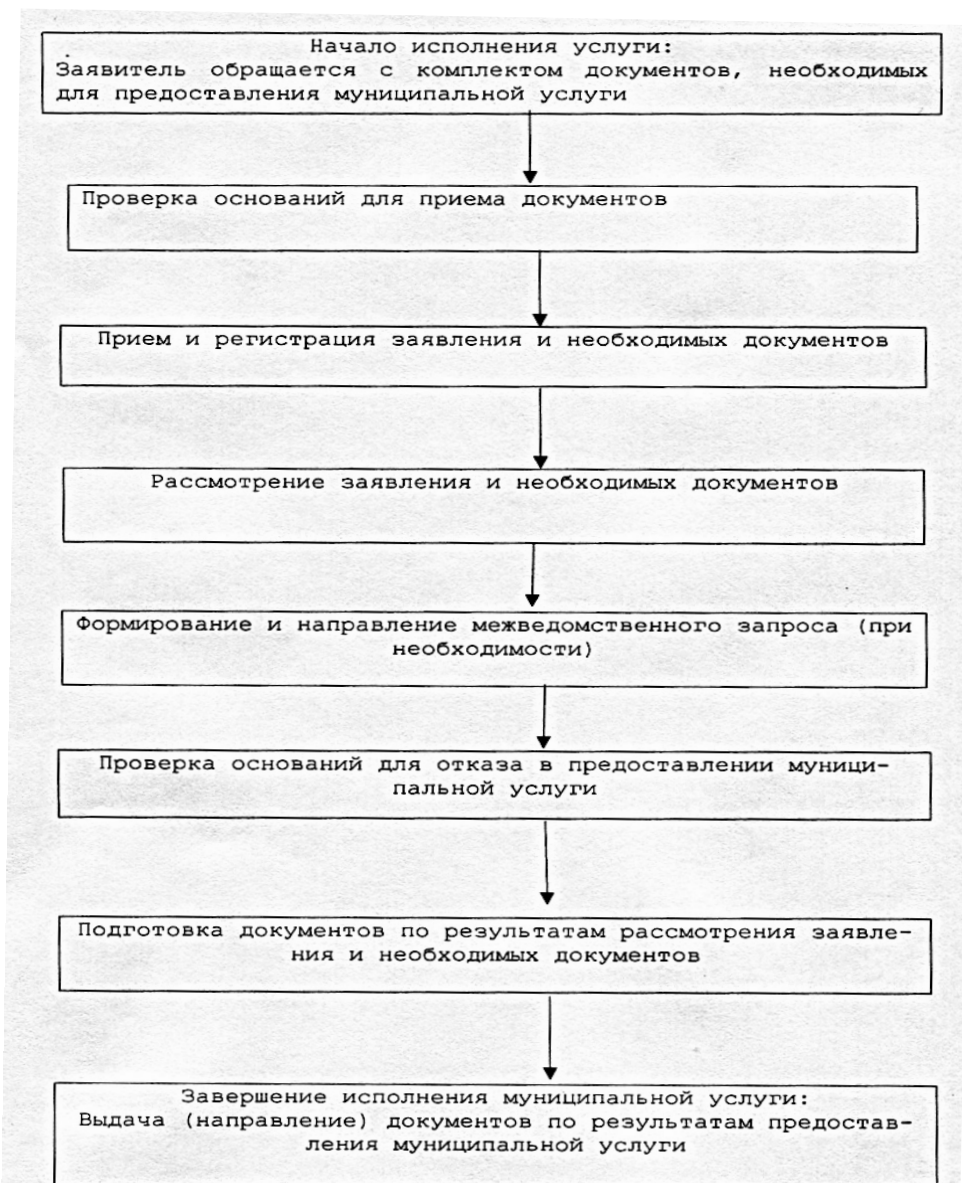 Начало исполнения услуги:
Заявитель обращается с комплектом документов, необходимых
для предоставления муниципальной услуги
Проверка оснований для приема документов
Прием и регистрация заявления и необходимых документов
Рассмотрение заявления и необходимых документов
Формирование и направление межведомственного запроса (при
необходимости)
Проверка оснований для отказа в предоставлении муници-
пальной услуги
Подготовка документов по результатам рассмотрения заявле-
ния и необходимых документов
Завершение исполнения муниципальной услуги:
Выдача (направление) документов по результатам предостав-
ления муниципальной услуги